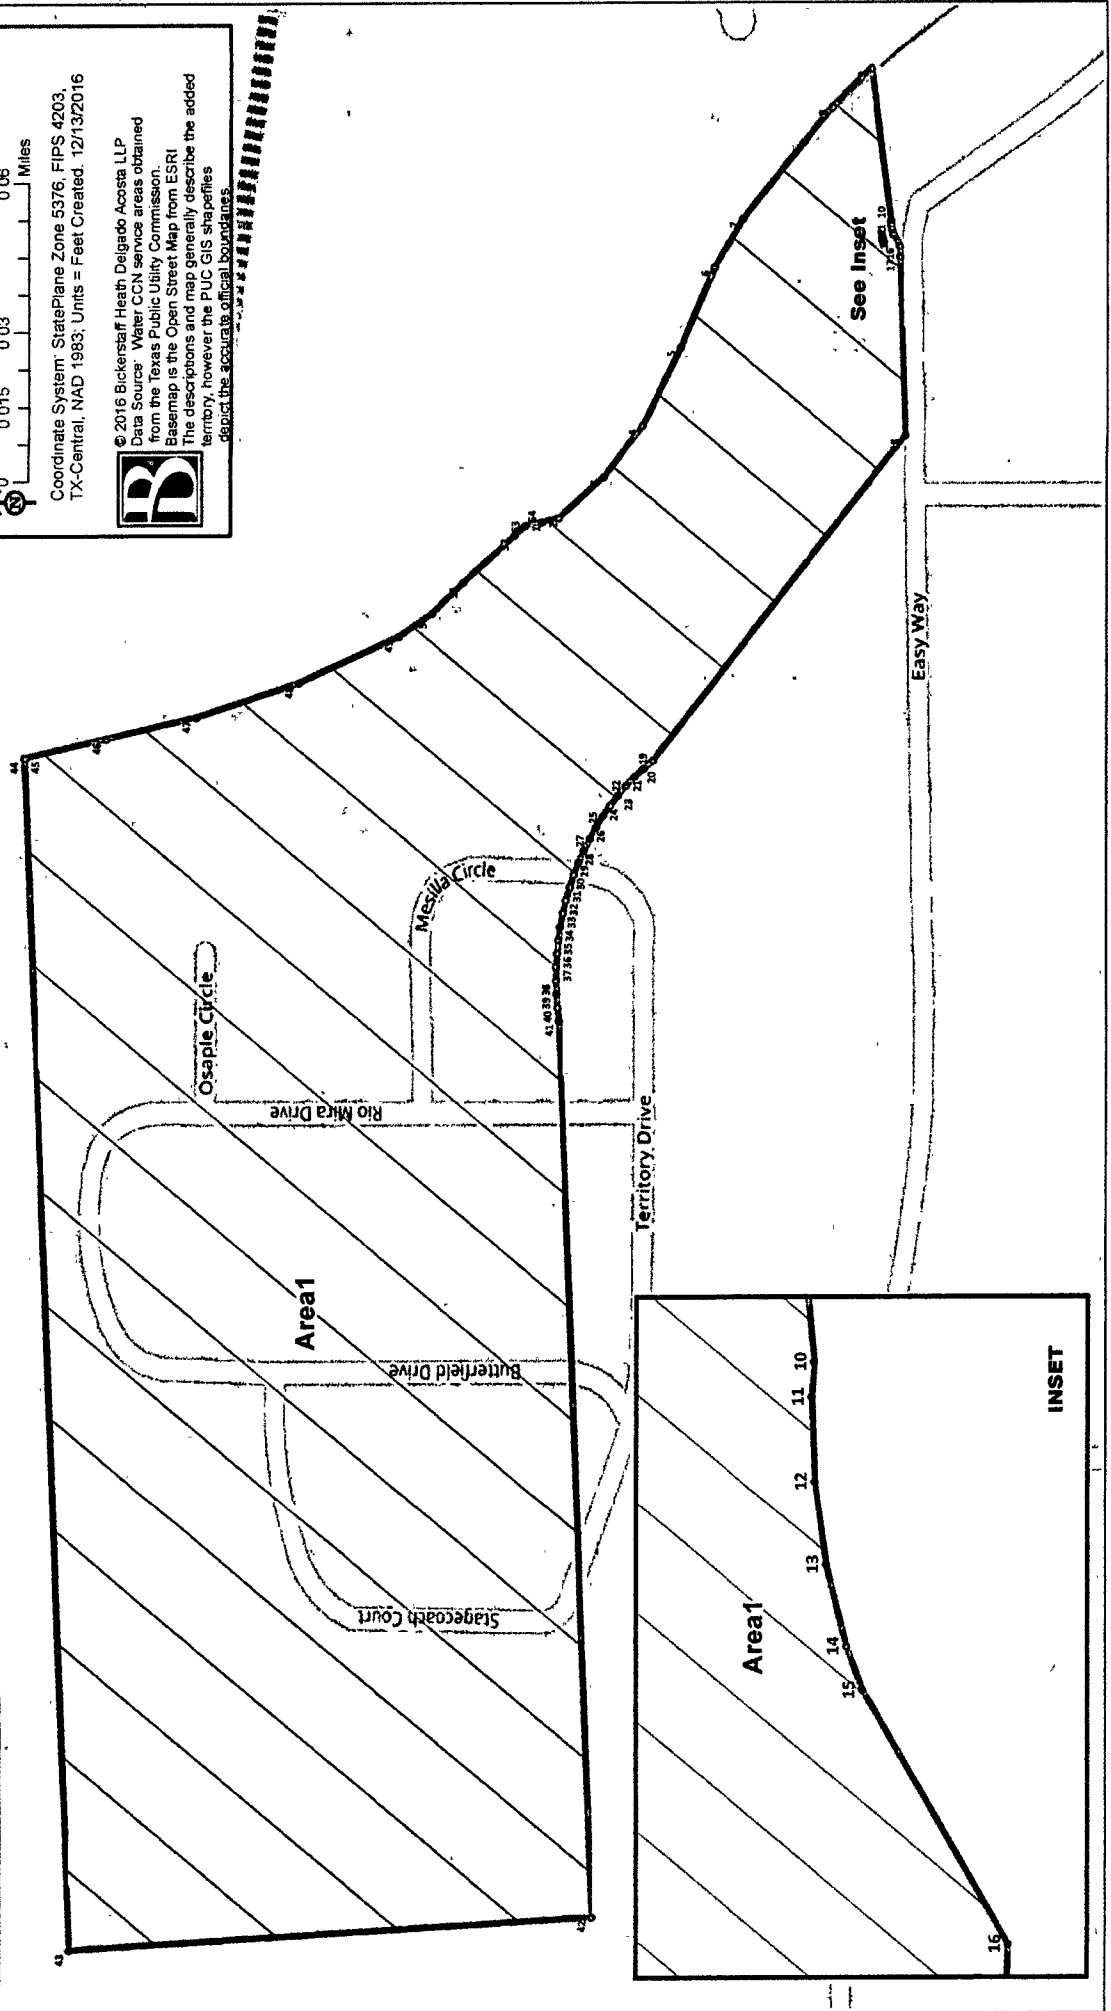 0
0 015
0 03
0 06
Miles
N
Coordinate System: StatePlane Zone 5376, FIPS 4203,
TX-Central, NAD 1983; Units = Feet Created. 12/13/2016
B
© 2016 Bickerstaff Heath Delgado Acosta LLP
Data Source: Water CCN service areas obtained
from the Texas Public Utility Commission.
Basemap is the Open Street Map from ESRI
The descriptions and map generally describe the added
territory, however the PUC GIS shapefiles
depict the accurate official boundaries
43
42
44
45
46
47
Osaple Circle
Mesilla Circle
Rio Mira Drive
Area1
Butterfield Drive
Stagecoach Court
Territory Drive
Easy Way
See Inset
10
17 16
5
6
7
19
20
21
22
23
24
25
26
27
28
29
30
31 32 33 34 35 36 37
38
39
40
41
Area1
10
11
12
13
14
15
16
INSET